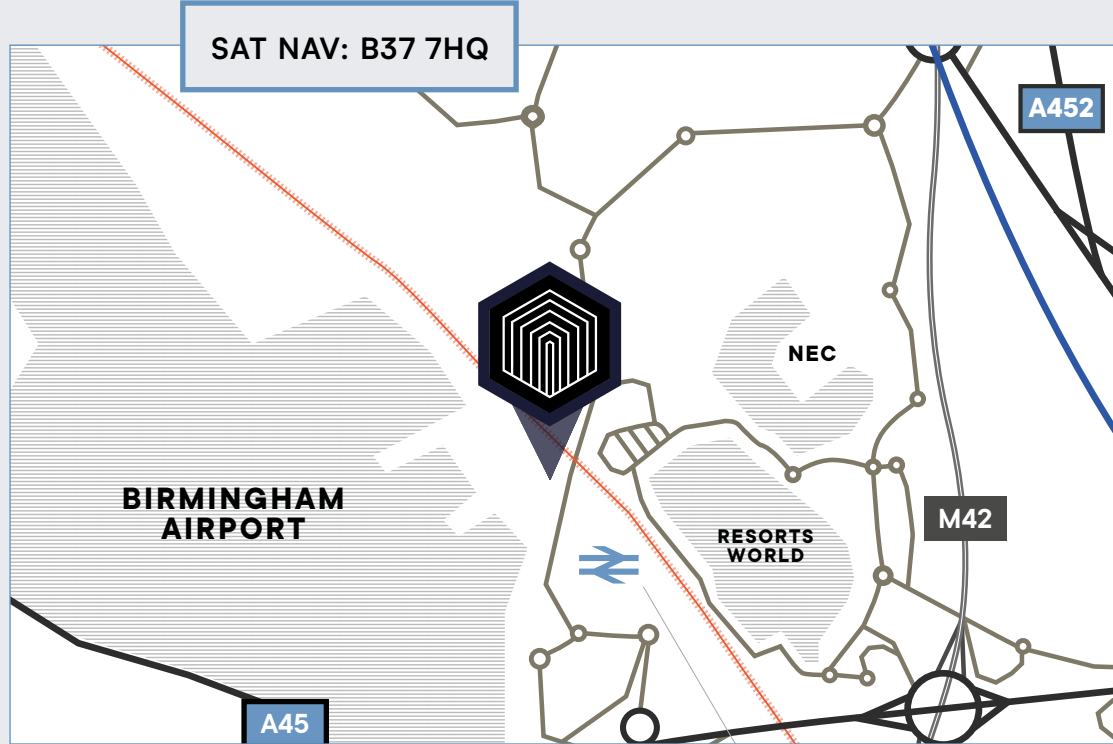 SAT NAV: B37 7HQ
A452
NEC
BIRMINGHAM
AIRPORT
M42
RESORTS
WORLD
A45